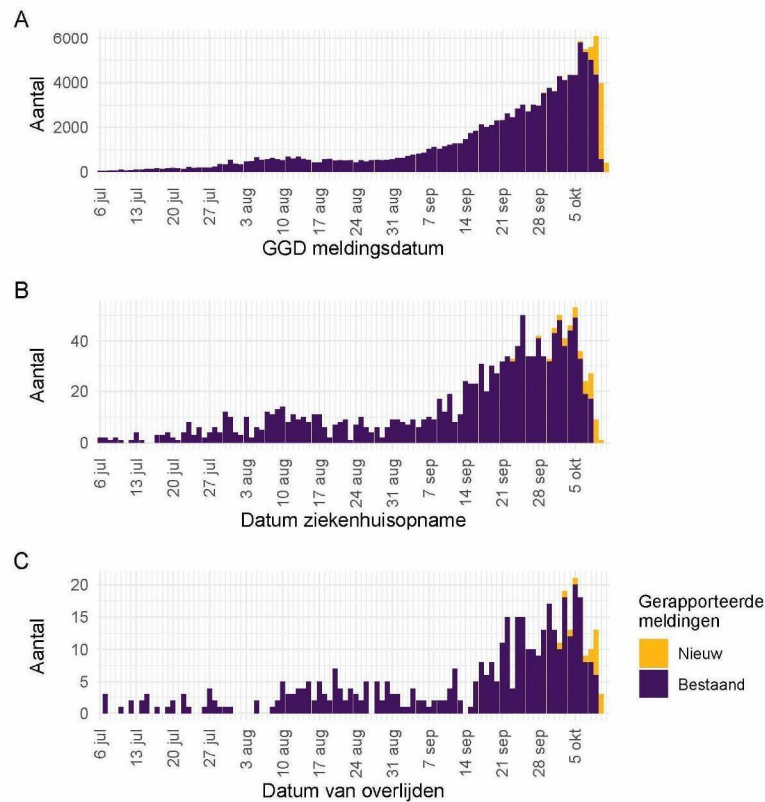 A
6000
4000
2000
0
Aantal
6 jul
13 jul
20 jul
27 jul
3 aug
10 aug
17 aug
24 aug
31 aug
7 sep
14 sep
21 sep
28 sep
5 okt
GGD meldingsdatum
B
40
20
0
Aantal
6 jul
13 jul
20 jul
27 jul
3 aug
10 aug
17 aug
24 aug
31 aug
7 sep
14 sep
21 sep
28 sep
5 okt
Datum ziekenhuisopname
C
20
15
10
5
0
Aantal
6 jul
13 jul
20 jul
27 jul
3 aug
10 aug
17 aug
24 aug
31 aug
7 sep
14 sep
21 sep
28 sep
5 okt
Datum van overlijden
Gerapporteerde
meldingen
Nieuw
Bestaand